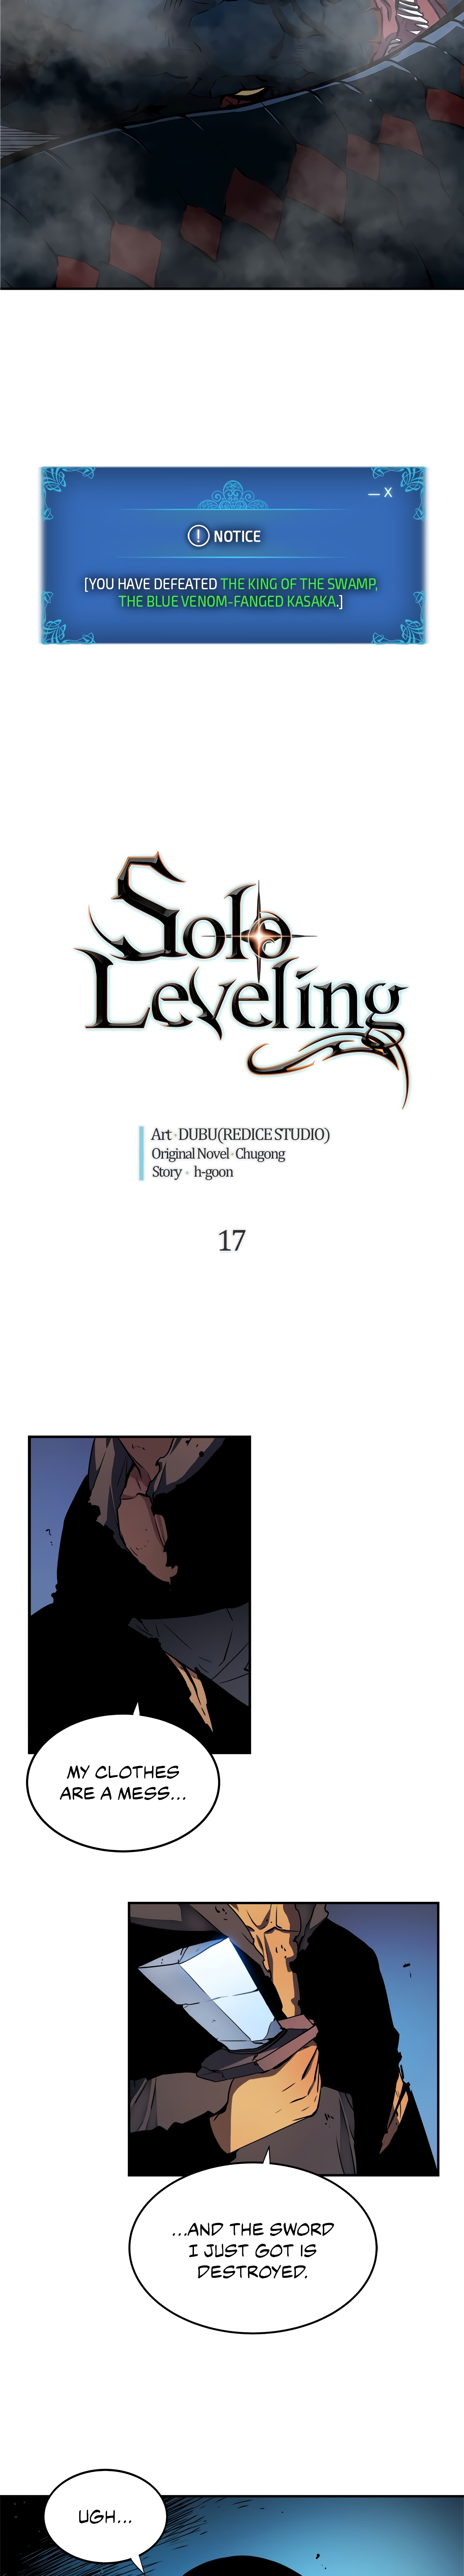 — X
! NOTICE
[YOU HAVE DEFEATED THE KING OF THE SWAMP,
THE BLUE VENOM-FANGED KASAKA.]
Solo
Leveling
Art · DUBU(REDICE STUDIO)
Original Novel · Chugong
Story · h-goon
17
MY CLOTHES
ARE A MESS...
...AND THE SWORD
I JUST GOT IS
DESTROYED.
UGH...